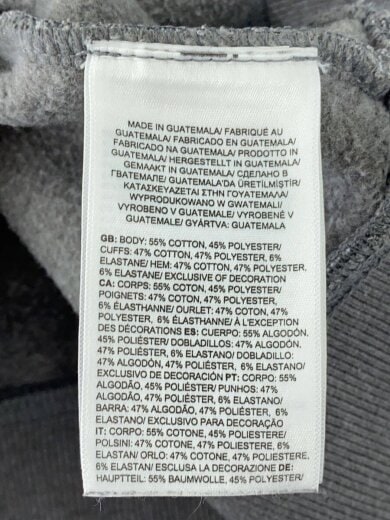 MADE IN GUATEMALA/ FABRIQUÉ AU
GUATEMALA/ FABRICADO EN GUATEMALA/
FABRICADO NA GUATEMALA/ PRODOTTO IN
GUATEMALA/ HERGESTELLT IN GUATEMALA/
GEMAAKT IN GUATEMALA/ СДЕЛАНО В
ГВАТЕМАЛЕ/ GUATEMALA'DA ÜRETİLMİŞTİR/
ΚΑΤΑΣΚΕΥΑΖΕΤΑΙ ΣΤΗΝ ΓΟΥΑΤΕΜΑΛΑ/
WYPRODUKOWANO W GWATEMALI/
VYROBENO V GUATEMALE/ VYROBENÉ V
GUATEMALE/ GYÁRTVA: GUATEMALA
GB: BODY: 55% COTTON, 45% POLYESTER/
CUFFS: 47% COTTON, 47% POLYESTER, 6%
ELASTANE/ HEM: 47% COTTON, 47% POLYESTER,
6% ELASTANE/ EXCLUSIVE OF DECORATION
CA: CORPS: 55% COTON, 45% POLYESTER/
POIGNETS: 47% COTON, 47% POLYESTER,
6% ÉLASTHANNE/ OURLET: 47% COTON, 47%
POLYESTER, 6% ÉLASTHANNE/ À L'EXCEPTION
DES DÉCORATIONS ES: CUERPO: 55% ALGODÓN,
45% POLIÉSTER/ DOBLADILLOS: 47% ALGODÓN,
47% POLIÉSTER, 6% ELASTANO/ DOBLADILLO:
47% ALGODÓN, 47% POLIÉSTER, 6% ELASTANO/
EXCLUSIVO DE DECORACIÓN PT: CORPO: 55%
ALGODÃO, 45% POLIÉSTER/ PUNHOS: 47%
ALGODÃO, 47% POLIÉSTER, 6% ELASTANO/
BARRA: 47% ALGODÃO, 47% POLIÉSTER, 6%
ELASTANO/ EXCLUSIVO PARA DECORAÇÃO
IT: CORPO: 55% COTONE, 45% POLIESTERE/
POLSINI: 47% COTONE, 47% POLIESTERE,
6% ELASTAN/ ORLO: 47% COTONE, 47% POLIESTERE,
6% ELASTAN/ ESCLUSA LA DECORAZIONE DE:
HAUPTTEIL: 55% BAUMWOLLE, 45% POLYESTER/